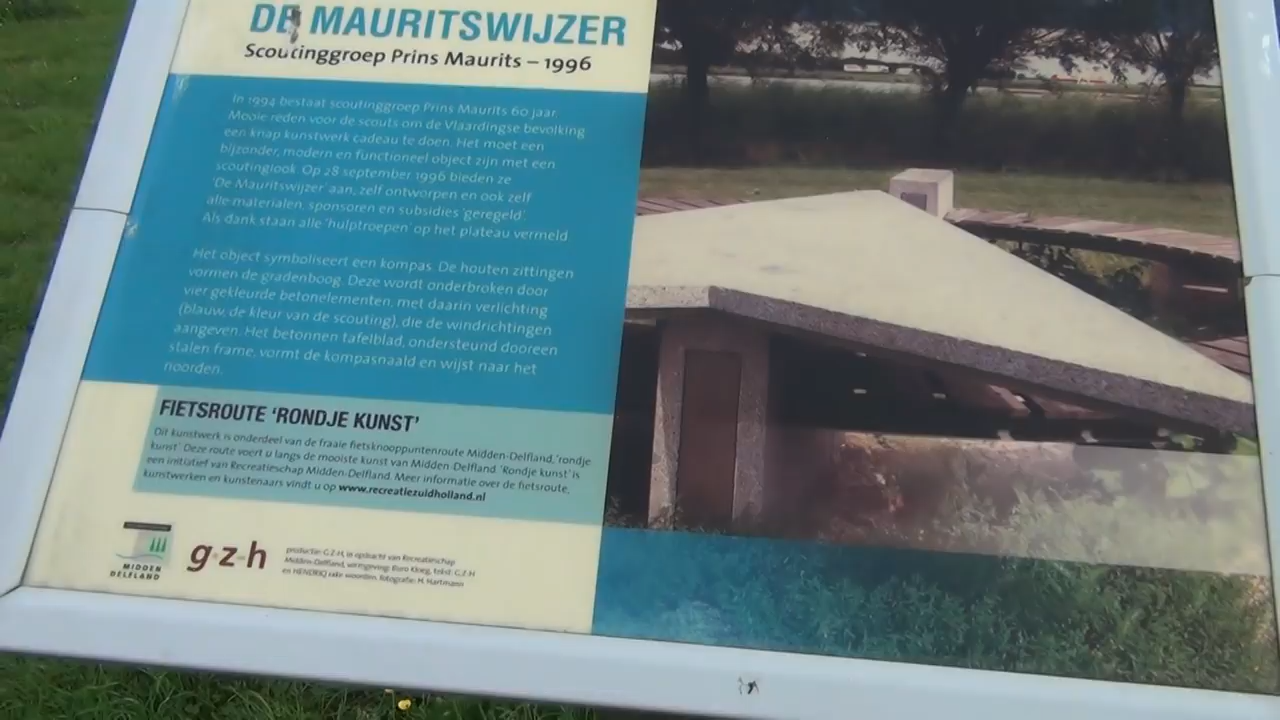 DE MAURITSWIJZER
Scoutinggroep Prins Maurits – 1996
In 1994 bestaat scoutinggroep Prins Maurits 60 jaar.
Mooie reden voor de scouts om de Vlaardingse bevolking
een knap kunstwerk cadeau te doen. Het moet een
bijzonder, modern en functioneel object zijn met een
scoutinglook. Op 28 september 1996 bieden ze
'De Mauritswijzer' aan, zelf ontworpen en ook zelf
alle materialen, sponsoren en subsidies 'geregeld'.
Als dank staan alle 'hulptroepen' op het plateau vermeld
Het object symboliseert een kompas. De houten zittingen
vormen de gradenboog. Deze wordt onderbroken door
vier gekleurde betonelementen, met daarin verlichting
(blauw, de kleur van de scouting), die de windrichtingen
aangeven. Het betonnen tafelblad, ondersteund dooreen
stalen frame, vormt de kompasnaald en wijst naar het
noorden.
FIETSROUTE 'RONDJE KUNST'
Dit kunstwerk is onderdeel van de fraaie fietsknooppuntenroute Midden-Delfland, 'rondje
kunst'. Deze route voert u langs de mooiste kunst van Midden-Delfland. 'Rondje kunst' is
een initiatief van Recreatieschap Midden-Delfland. Meer informatie over de fietsroute,
kunstwerken en kunstenaars vindt u op www.recreatiezuidholland.nl
MIDDEN
DELFLAND
g-z-h
productie: G.Z-H, in opdracht van Recreatieschap
Midden-Delfland, vormgeving: Buro Kloeg, tekst: G.Z-H
en HENDRIQ rake woorden, fotografie: H. Hartmann